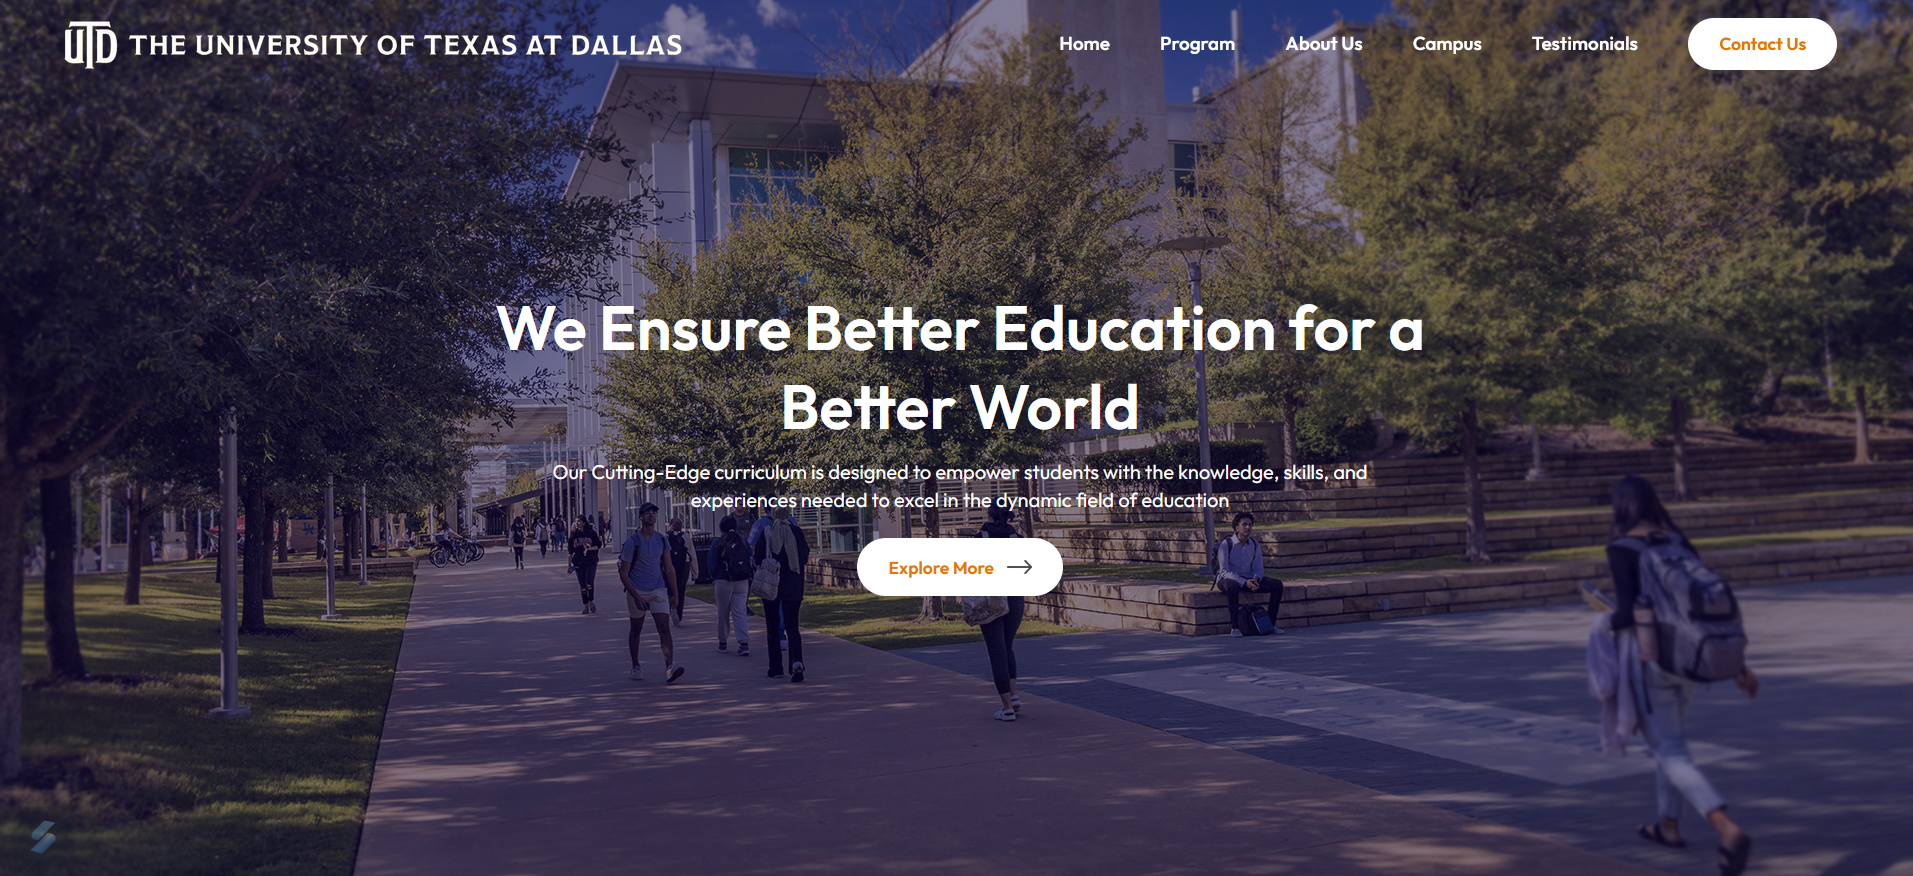 UTD THE UNIVERSITY OF TEXAS AT DALLAS
Home Program About Us Campus Testimonials Contact Us
We Ensure Better Education for a
Better World
Our Cutting-Edge curriculum is designed to empower students with the knowledge, skills, and
experiences needed to excel in the dynamic field of education
Explore More